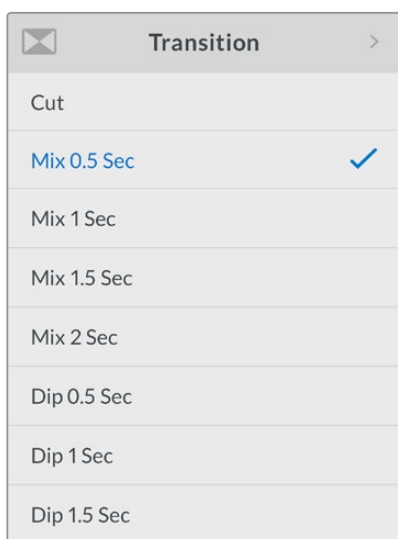 Transition
Cut
Mix 0.5 Sec
Mix 1 Sec
Mix 1.5 Sec
Mix 2 Sec
Dip 0.5 Sec
Dip 1 Sec
Dip 1.5 Sec